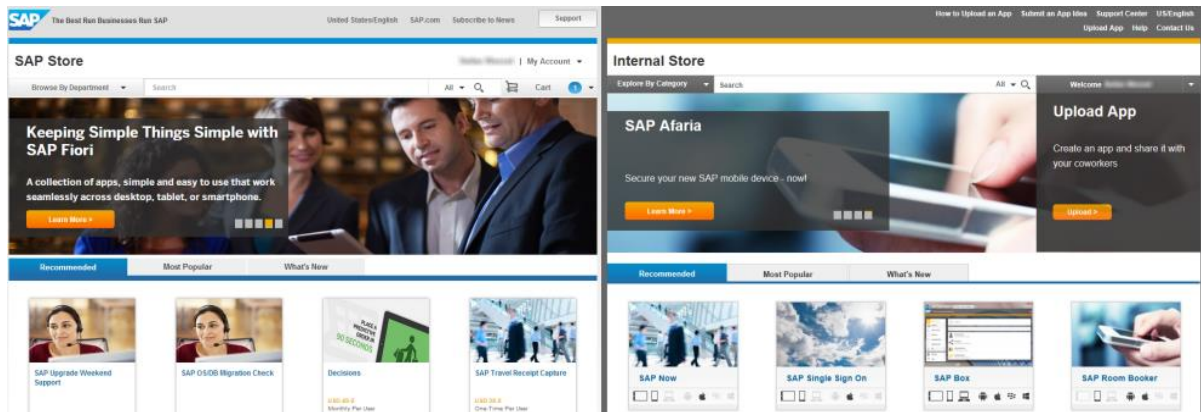 SAP The Best Run Businesses Run SAP
United States/English SAP.com Subscribe to News Support
SAP Store
| My Account
Browse By Department Search All Cart 1
Keeping Simple Things Simple with
SAP Fiori
A collection of apps, simple and easy to use that work
seamlessly across desktop, tablet, or smartphone.
Learn More >
Recommended Most Popular What's New
PLACE A
PREDICTIVE
ORDER IN
90 SECONDS
SAP Upgrade Weekend
Support
SAP OS/DB Migration Check
Decisions
Monthly Per User
SAP Travel Receipt Capture
One Time Per User
How to Upload an App Submit an App Idea Support Center US/English
Upload App Help Contact Us
Internal Store
Explore By Category Search All Welcome
SAP Afaria
Secure your new SAP mobile device - now!
Learn More >
Upload App
Create an app and share it with
your coworkers
Upload >
Recommended Most Popular What's New
SAP Now
SAP Single Sign On
SAP Box
SAP Room Booker